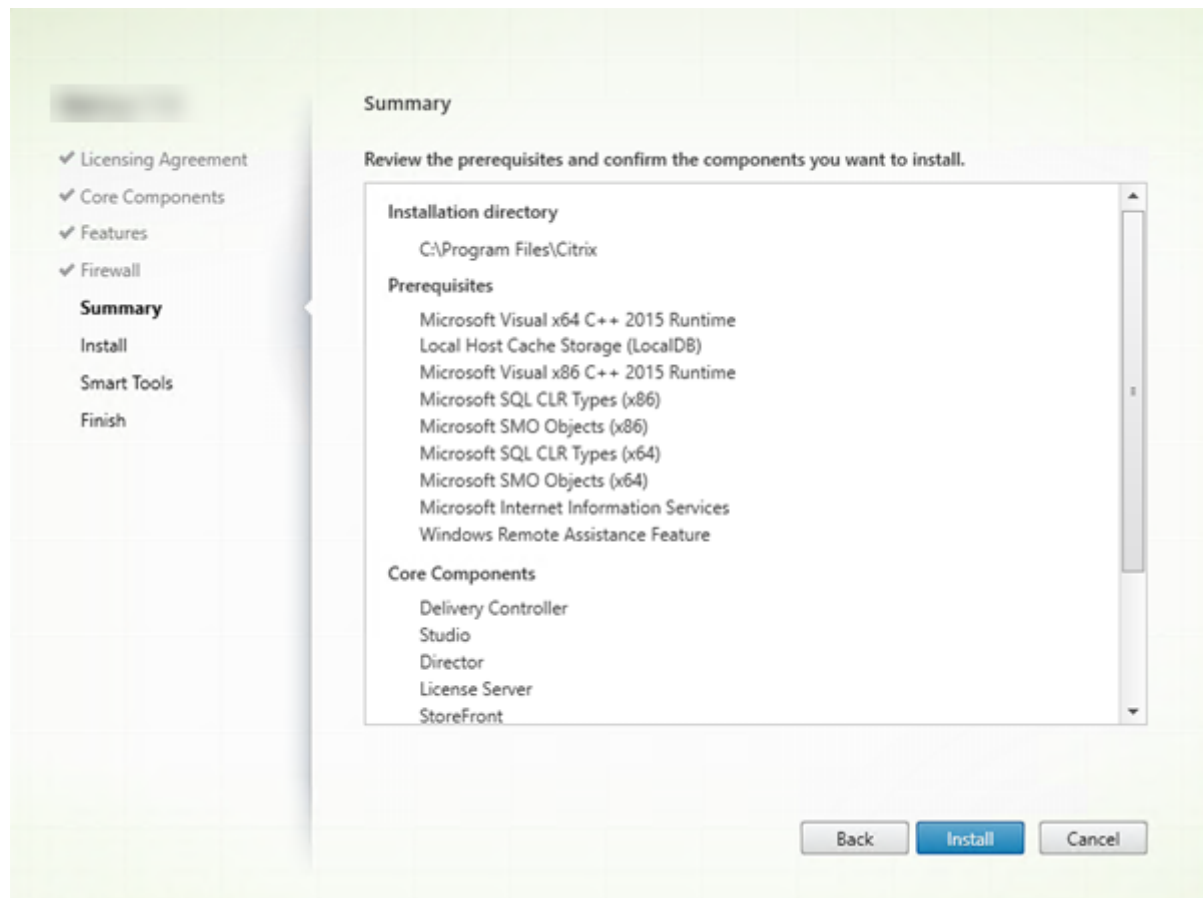 Licensing Agreement
Core Components
Features
Firewall
Summary
Install
Smart Tools
Finish
Summary
Review the prerequisites and confirm the components you want to install.
Installation directory
C:\Program Files\Citrix
Prerequisites
Microsoft Visual x64 C++ 2015 Runtime
Local Host Cache Storage (LocalDB)
Microsoft Visual x86 C++ 2015 Runtime
Microsoft SQL CLR Types (x86)
Microsoft SMO Objects (x86)
Microsoft SQL CLR Types (x64)
Microsoft SMO Objects (x64)
Microsoft Internet Information Services
Windows Remote Assistance Feature
Core Components
Delivery Controller
Studio
Director
License Server
StoreFront
Back
Install
Cancel